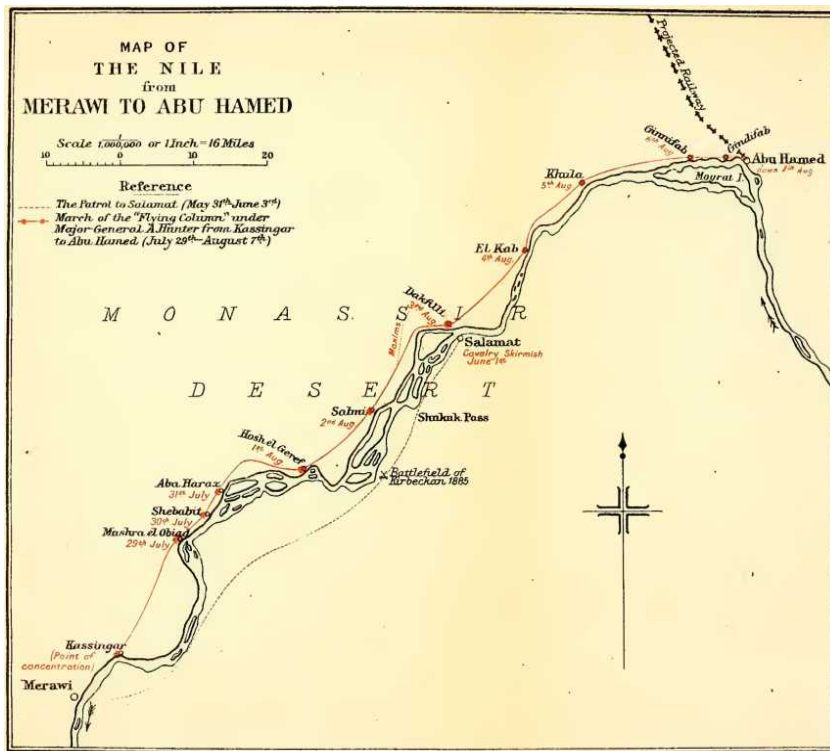 MAP OF
THE NILE
from
MERAWI TO ABU HAMED
Scale 1/1,000,000 or 1 Inch = 16 Miles
10 0 10 20
Reference
The Patrol to Salamat (May 31th June 3rd)
March of the "Flying Column" under
Major General A. Hunter from Kassingar
to Abu Hamed (July 29th-August 7th)
Projected Railway
Ginnifab
6th Aug.
Gindifab
Abu Hamed
Mograt I.
Khula
5th Aug.
El Kab
4th Aug.
Dakfilli
3rd Aug.
MONASSIR
Maxims
Salamat
Cavalry Skirmish
June 1st
DESERT
Salmi
2nd Aug.
Shukuk Pass
Hosh el Geref
1st Aug.
Battlefield of
Kirbeckan 1885
Abu Harax
31st July
Shebabit
30th July
Mashra el Obiad
29th July
Kassingar
(Point of
concentration)
Merawi